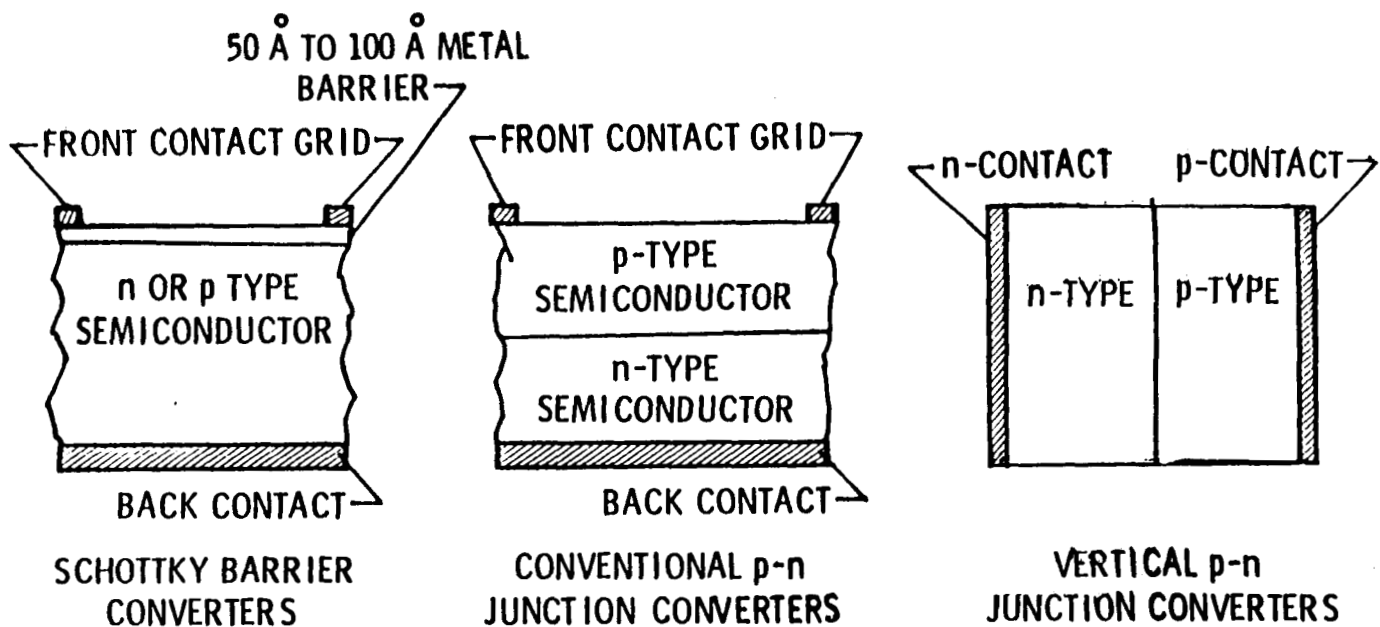 50 Å TO 100 Å METAL
BARRIER
FRONT CONTACT GRID
n OR p TYPE
SEMICONDUCTOR
BACK CONTACT
SCHOTTKY BARRIER
CONVERTERS
FRONT CONTACT GRID
p-TYPE
SEMICONDUCTOR
n-TYPE
SEMICONDUCTOR
BACK CONTACT
CONVENTIONAL p-n
JUNCTION CONVERTERS
n-CONTACT
p-CONTACT
n-TYPE
p-TYPE
VERTICAL p-n
JUNCTION CONVERTERS